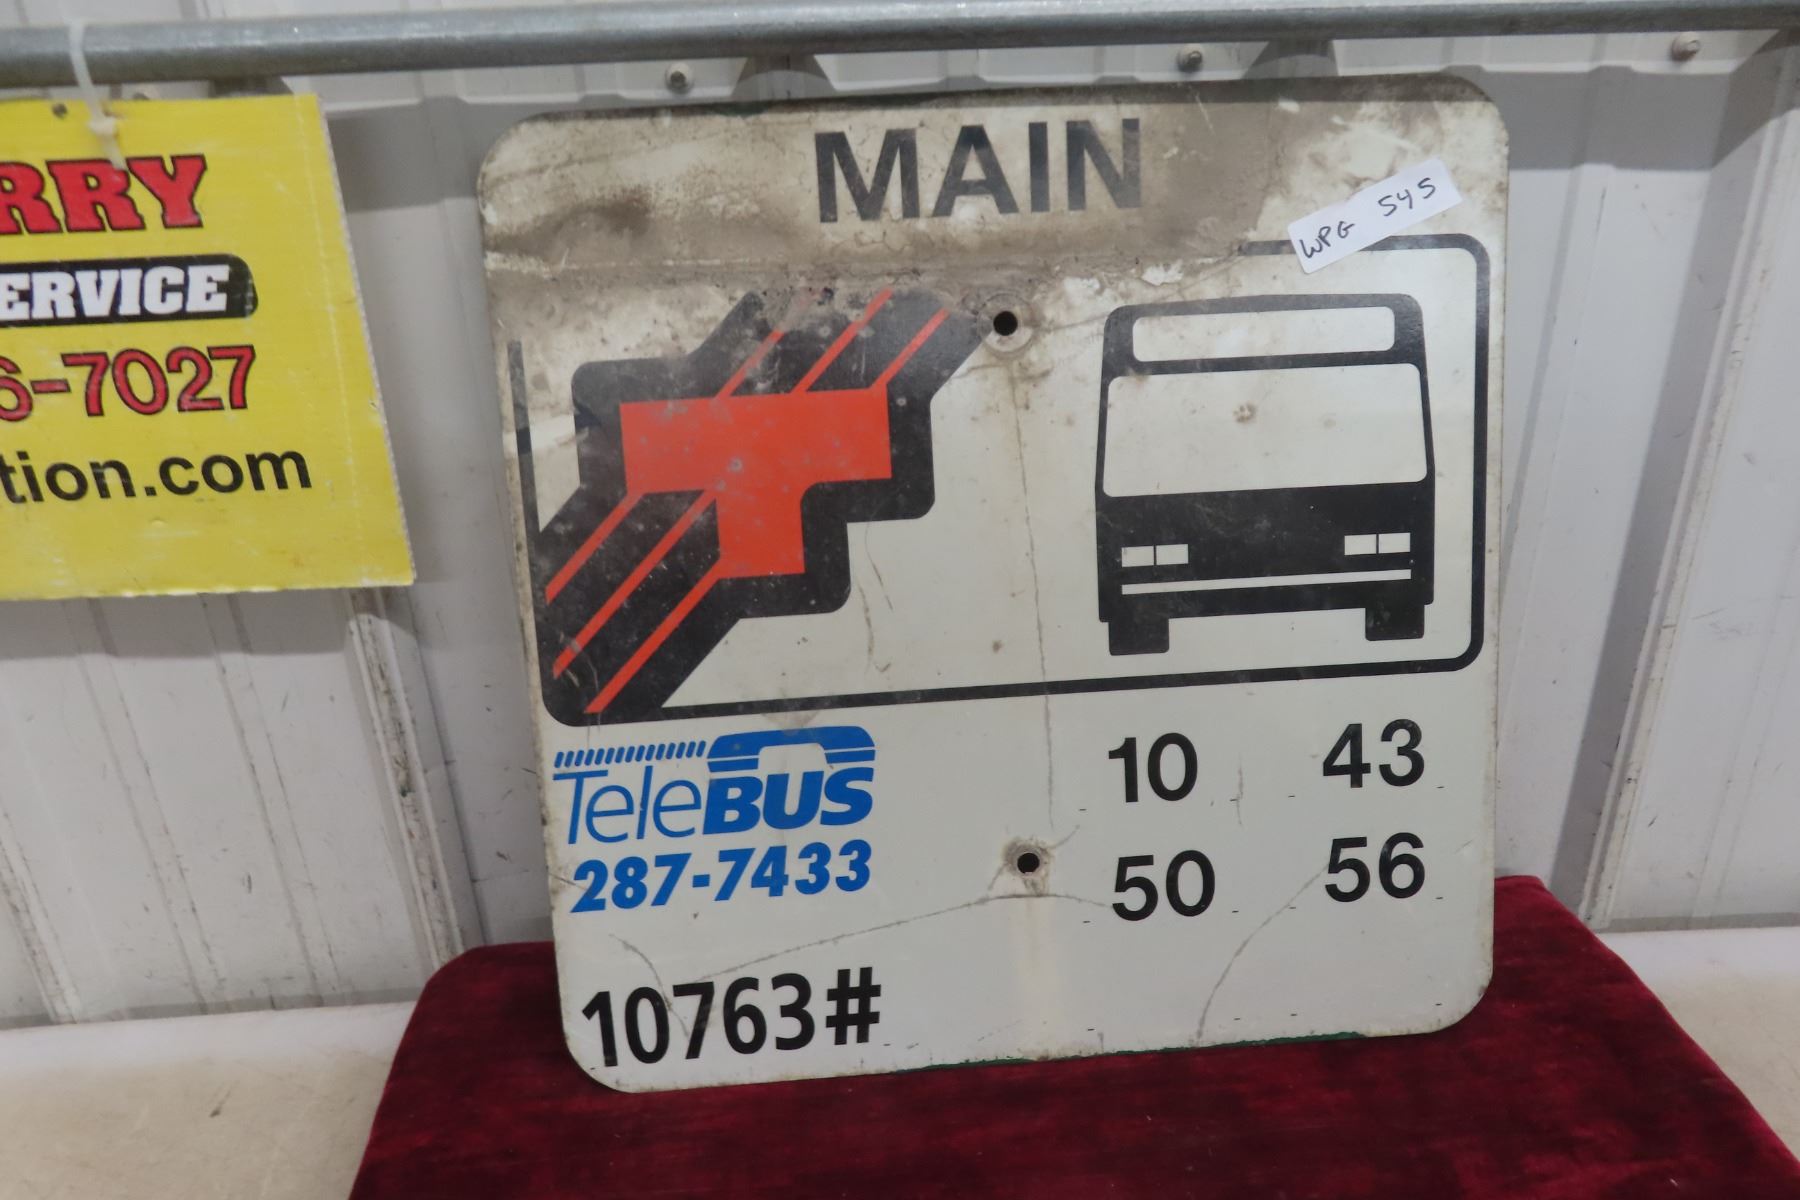 RRY
ERVICE
6-7027
tion.com
MAIN
WPG 545
TeleBUS
287-7433
10 43
50 56
10763#